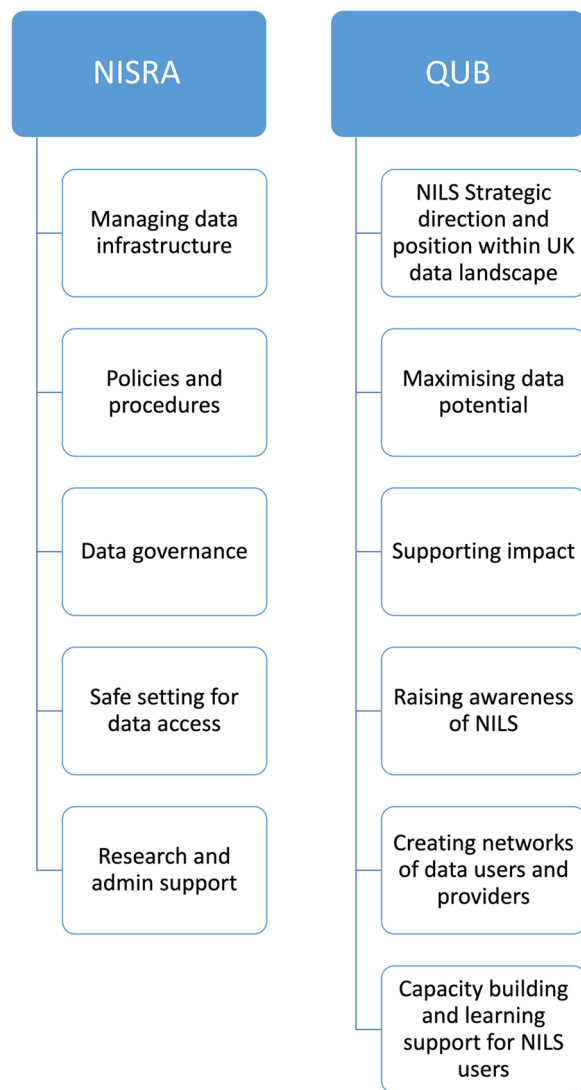 NISRA
Managing data
infrastructure
Policies and
procedures
Data governance
Safe setting for
data access
Research and
admin support
QUB
NILS Strategic
direction and
position within UK
data landscape
Maximising data
potential
Supporting impact
Raising awareness
of NILS
Creating networks
of data users and
providers
Capacity building
and learning
support for NILS
users